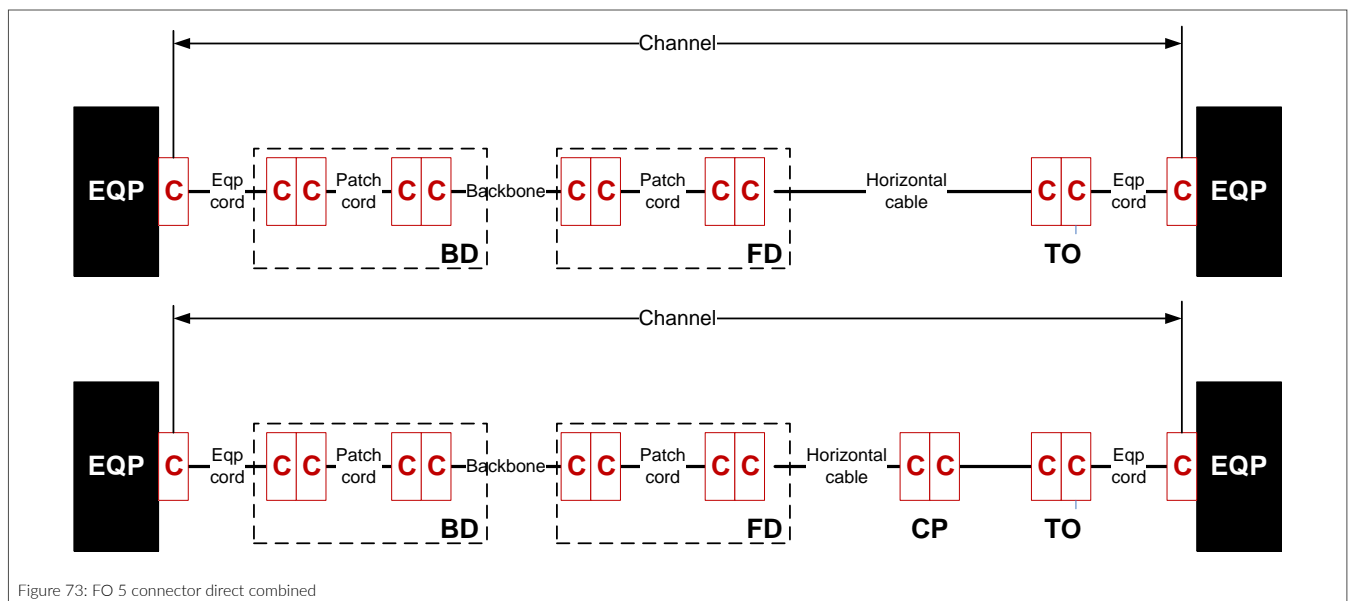 Channel
EQP C Eqp cord C C Patch cord C C Backbone C C Patch cord C C Horizontal cable C C Eqp cord C EQP
BD FD TO
Channel
EQP C Eqp cord C C Patch cord C C Backbone C C Patch cord C C Horizontal cable C C C C Eqp cord C EQP
BD FD CP TO
Figure 73: FO 5 connector direct combined